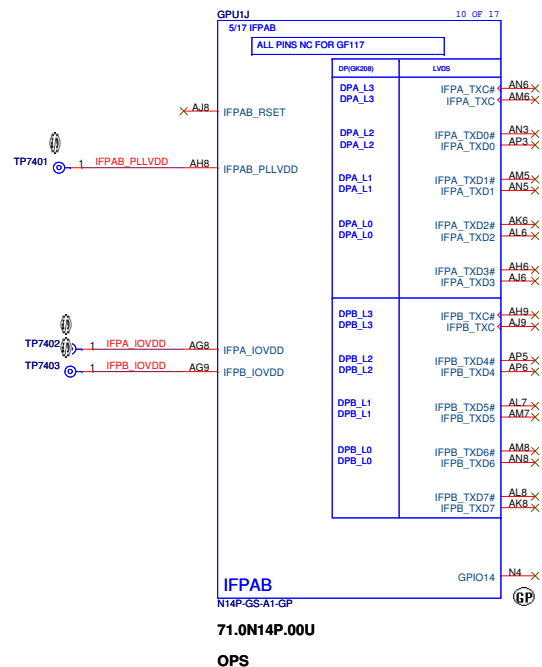 GPU1J 10 OF 17
5/17 IFPAB
ALL PINS NC FOR GF117
DP(GK208) LVDS
DPA_L3 IFPA_TXC# AN6
DPA_L3 IFPA_TXC AM6
AJ8 IFPAB_RSET
DPA_L2 IFPA_TXD0# AN3
DPA_L2 IFPA_TXD0 AP3
TP7401 1 IFPAB_PLLVDD AH8 IFPAB_PLLVDD
DPA_L1 IFPA_TXD1# AM5
DPA_L1 IFPA_TXD1 AN5
DPA_L0 IFPA_TXD2# AK6
DPA_L0 IFPA_TXD2 AL6
IFPA_TXD3# AH6
IFPA_TXD3 AJ6
DPB_L3 IFPB_TXC# AH9
DPB_L3 IFPB_TXC AJ9
TP7402 1 IFPA_IOVDD AG8 IFPA_IOVDD
TP7403 1 IFPB_IOVDD AG9 IFPB_IOVDD
DPB_L2 IFPB_TXD4# AP5
DPB_L2 IFPB_TXD4 AP6
DPB_L1 IFPB_TXD5# AL7
DPB_L1 IFPB_TXD5 AM7
DPB_L0 IFPB_TXD6# AM8
DPB_L0 IFPB_TXD6 AN8
IFPB_TXD7# AL8
IFPB_TXD7 AK8
GPIO14 N4
IFPAB
GP
N14P-GS-A1-GP
71.0N14P.00U
OPS